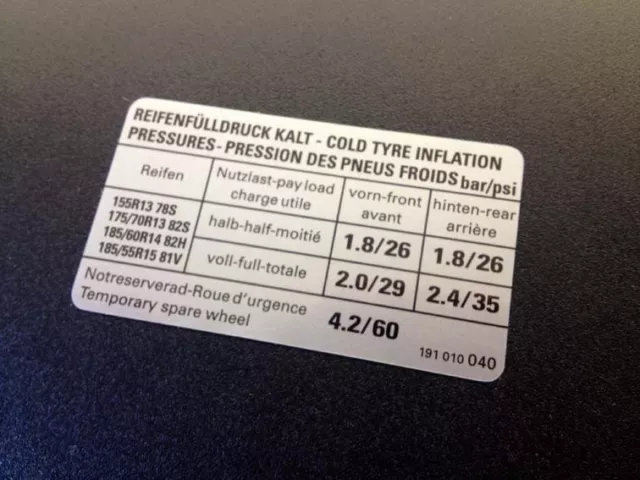 REIFENFÜLLDRUCK KALT - COLD TYRE INFLATION
PRESSURES - PRESSION DES PNEUS FROIDS bar/psi
Reifen
Nutzlast-pay load
charge utile
vorn-front
avant
hinten-rear
arrière
155R13 78S
175/70R13 82S
185/60R14 82H
185/55R15 81V
halb-half-moitié
1.8/26
1.8/26
voll-full-totale
2.0/29
2.4/35
Notreserverad-Roue d'urgence
Temporary spare wheel
4.2/60
191 010 040